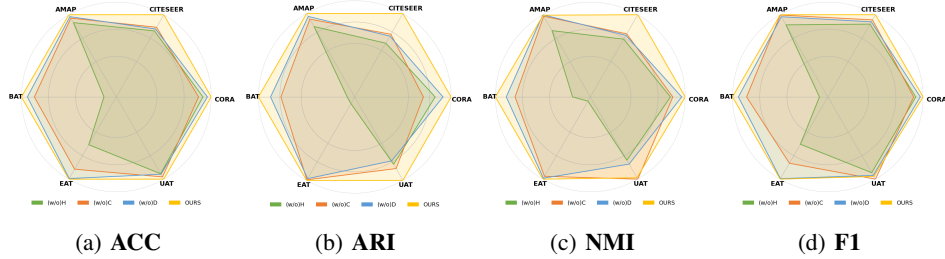 AMAP CITESEER AMAP CITESEER AMAP CITESEER AMAP CITESEER
BAT CORA BAT CORA BAT CORA BAT CORA
EAT UAT EAT UAT EAT UAT EAT UAT
(w/o)H (w/o)C (w/o)D OURS (w/o)H (w/o)C (w/o)D OURS (w/o)H (w/o)C (w/o)D OURS (w/o)H (w/o)C (w/o)D OURS
(a) ACC (b) ARI (c) NMI (d) F1